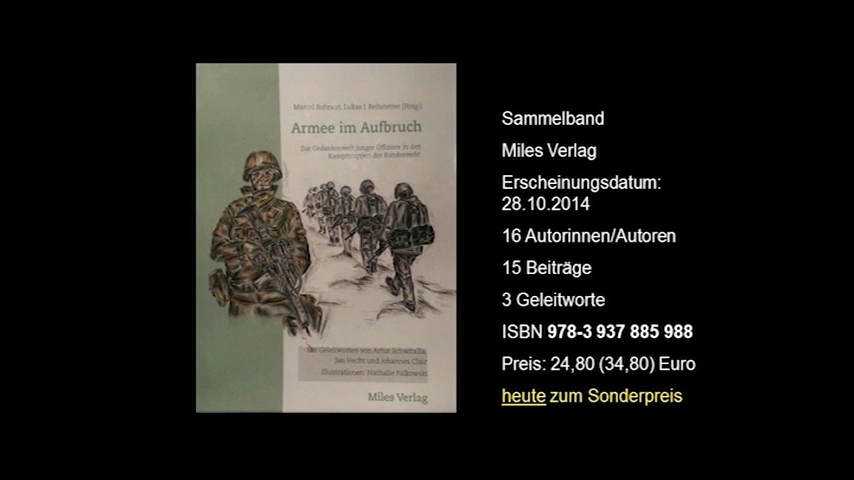 Marcel Bohnert, Lukas J. Reitstetter (Hrsg.)
Armee im Aufbruch
Zur Gedankenwelt junger Offiziere in den
Kampftruppen der Bundeswehr
Mit Geleitworten von Artur Schwitalla,
Jan Hecht und Johannes Clair
Illustrationen: Nathalie Falkowski
Miles Verlag
Sammelband
Miles Verlag
Erscheinungsdatum:
28.10.2014
16 Autorinnen/Autoren
15 Beiträge
3 Geleitworte
ISBN 978-3 937 885 988
Preis: 24,80 (34,80) Euro
heute zum Sonderpreis